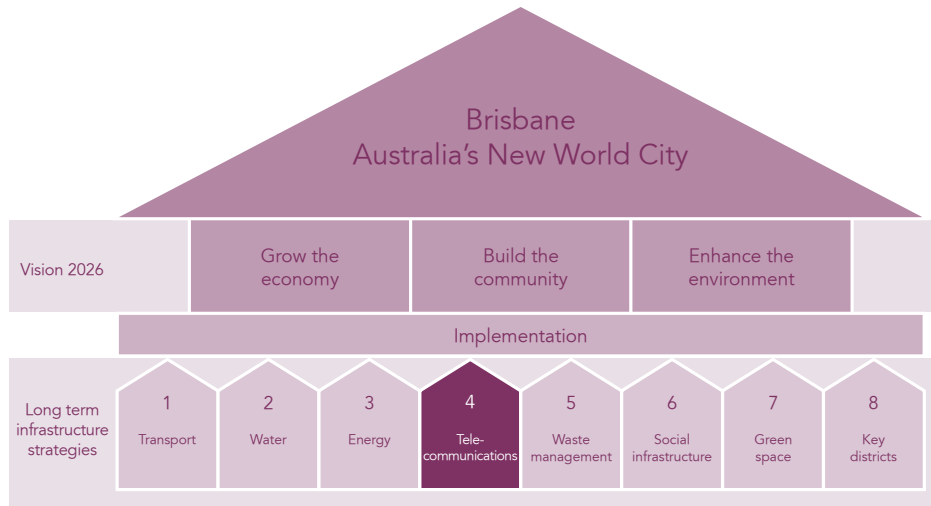 Brisbane
Australia's New World City
Vision 2026
Grow the
economy
Build the
community
Enhance the
environment
Implementation
Long term
infrastructure
strategies
1
Transport
2
Water
3
Energy
4
Tele-
communications
5
Waste
management
6
Social
infrastructure
7
Green
space
8
Key
districts